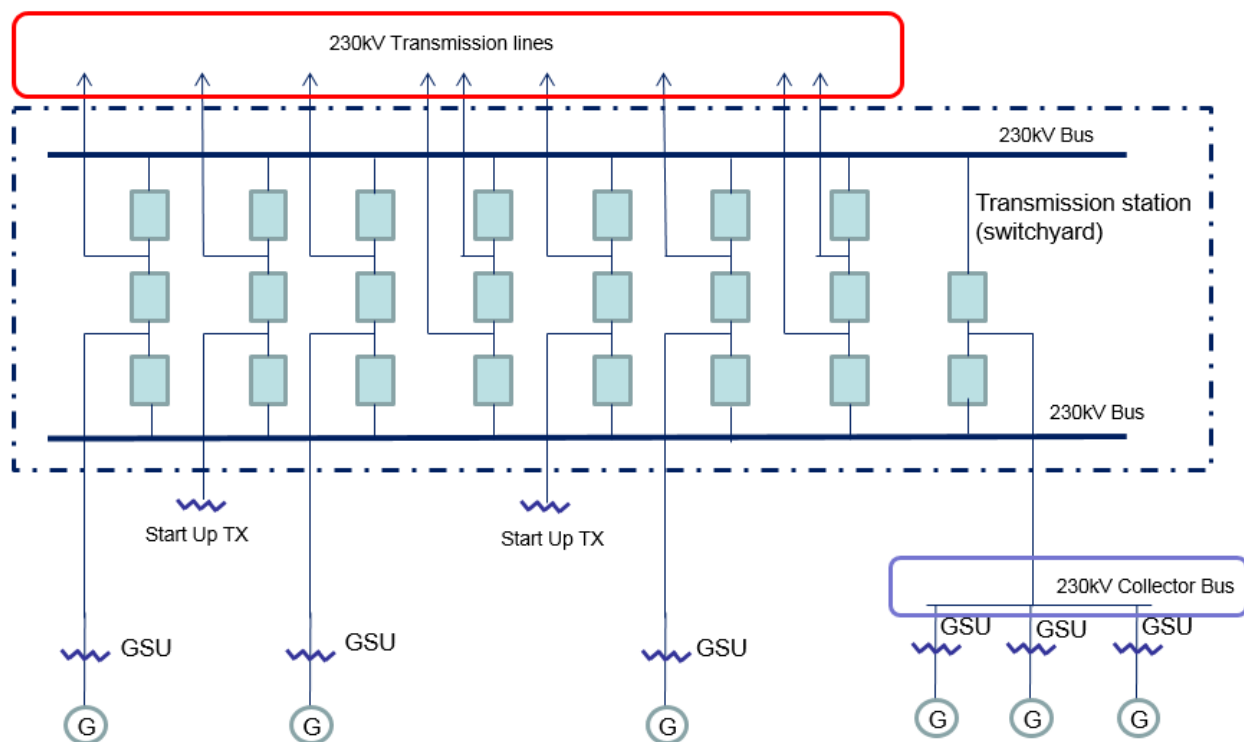 230kV Transmission lines
230kV Bus
Transmission station
(switchyard)
230kV Bus
Start Up TX
Start Up TX
230kV Collector Bus
GSU
GSU
GSU
GSU
GSU
GSU
G
G
G
G
G
G